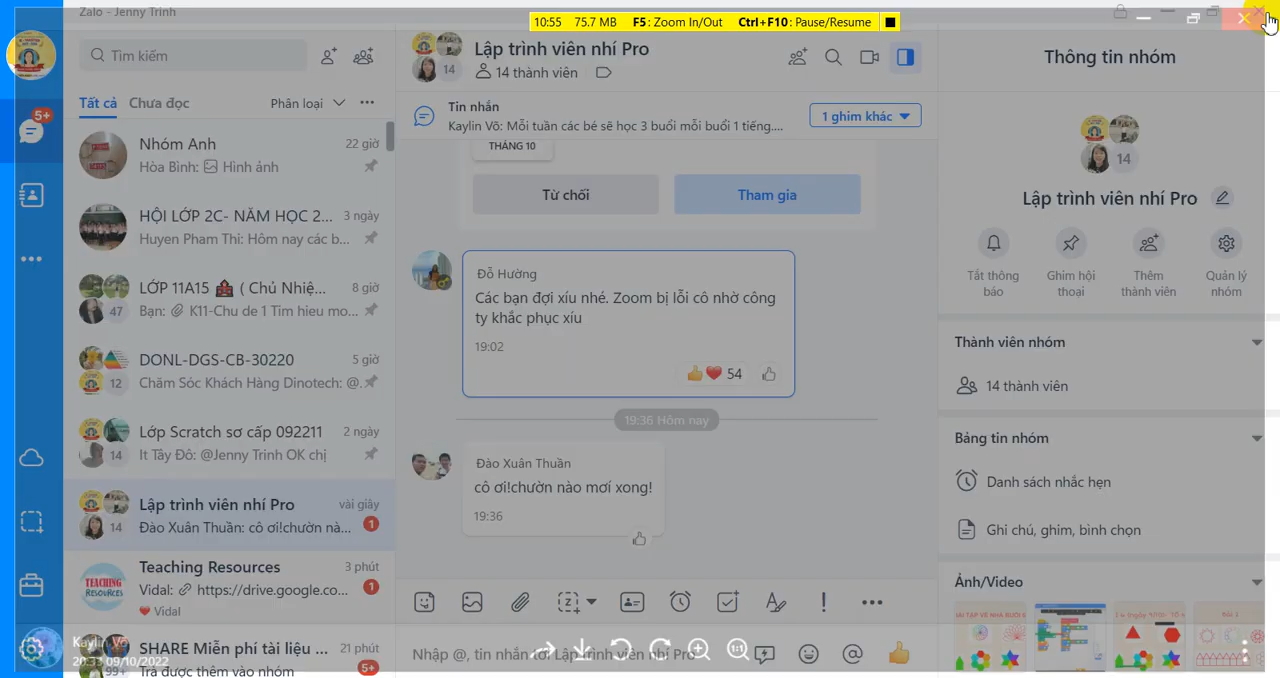 Zalo - Jenny Trinh
10:55 75.7 MB F5: Zoom In/Out Ctrl+F10: Pause/Resume
Tìm kiếm
Tất cả Chưa đọc Phân loại
5+
Nhóm Anh 22 giờ
Hòa Bình: Hình ảnh
HỘI LỚP 2C- NĂM HỌC 2... 3 ngày
Huyen Pham Thi: Hôm nay các b...
LỚP 11A15 ( Chủ Nhiệ... 8 giờ
47 Bạn: K11-Chu de 1 Tim hieu mo...
DONL-DGS-CB-30220 5 giờ
12 Chăm Sóc Khách Hàng Dinotech: @.
Lớp Scratch sơ cấp 092211 2 ngày
14 It Tây Đô: @Jenny Trinh OK chị
Lập trình viên nhí Pro vài giây
14 Đào Xuân Thuần: cô ơi!chườn nà... 1
Teaching Resources 3 phút
TEACHING RESOURCES
Vidal: https://drive.google.co... 1
Vidal
SHARE Miễn phí tài liệu ... 21 phút
99+ Tra được thêm vào nhóm 5+
Kaylin Võ
20:33 09/10/2022
Lập trình viên nhí Pro
14 14 thành viên
Tin nhắn
Kaylin Võ: Mỗi tuần các bé sẽ học 3 buổi mỗi buổi 1 tiếng....
1 ghim khác
THÁNG 10
Từ chối Tham gia
Đỗ Hường
Các bạn đợi xíu nhé. Zoom bị lỗi cô nhờ công
ty khắc phục xíu
19:02
54
19:36 Hôm nay
Đào Xuân Thuần
cô ơi!chườn nào mơí xong!
19:36
Nhập @, tin nhắn tới Lập trình viên nhí Pro
1:1
Thông tin nhóm
14
Lập trình viên nhí Pro
Tắt thông
báo
Ghim hội
thoại
Thêm
thành viên
Quản lý
nhóm
Thành viên nhóm
14 thành viên
Bảng tin nhóm
Danh sách nhắc hẹn
Ghi chú, ghim, bình chọn
Ảnh/Video